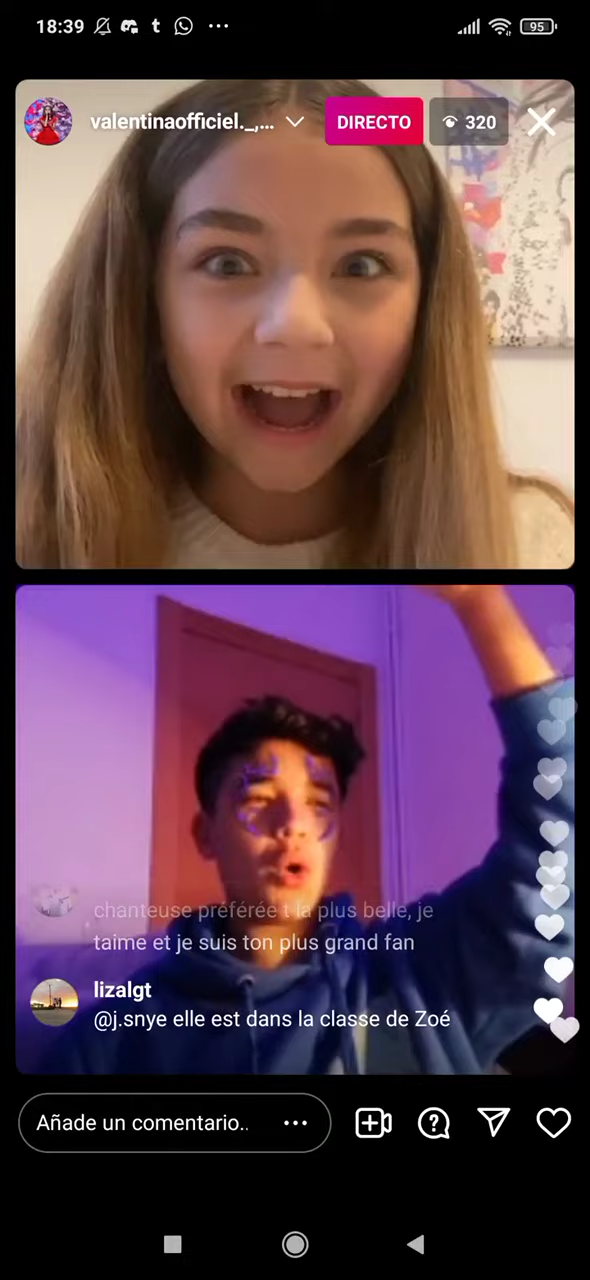 18:39
95
valentinaofficiel._,...
DIRECTO
320
chanteuse préférée t la plus belle, je
taime et je suis ton plus grand fan
lizalgt
@j.snye elle est dans la classe de Zoé
Añade un comentario..